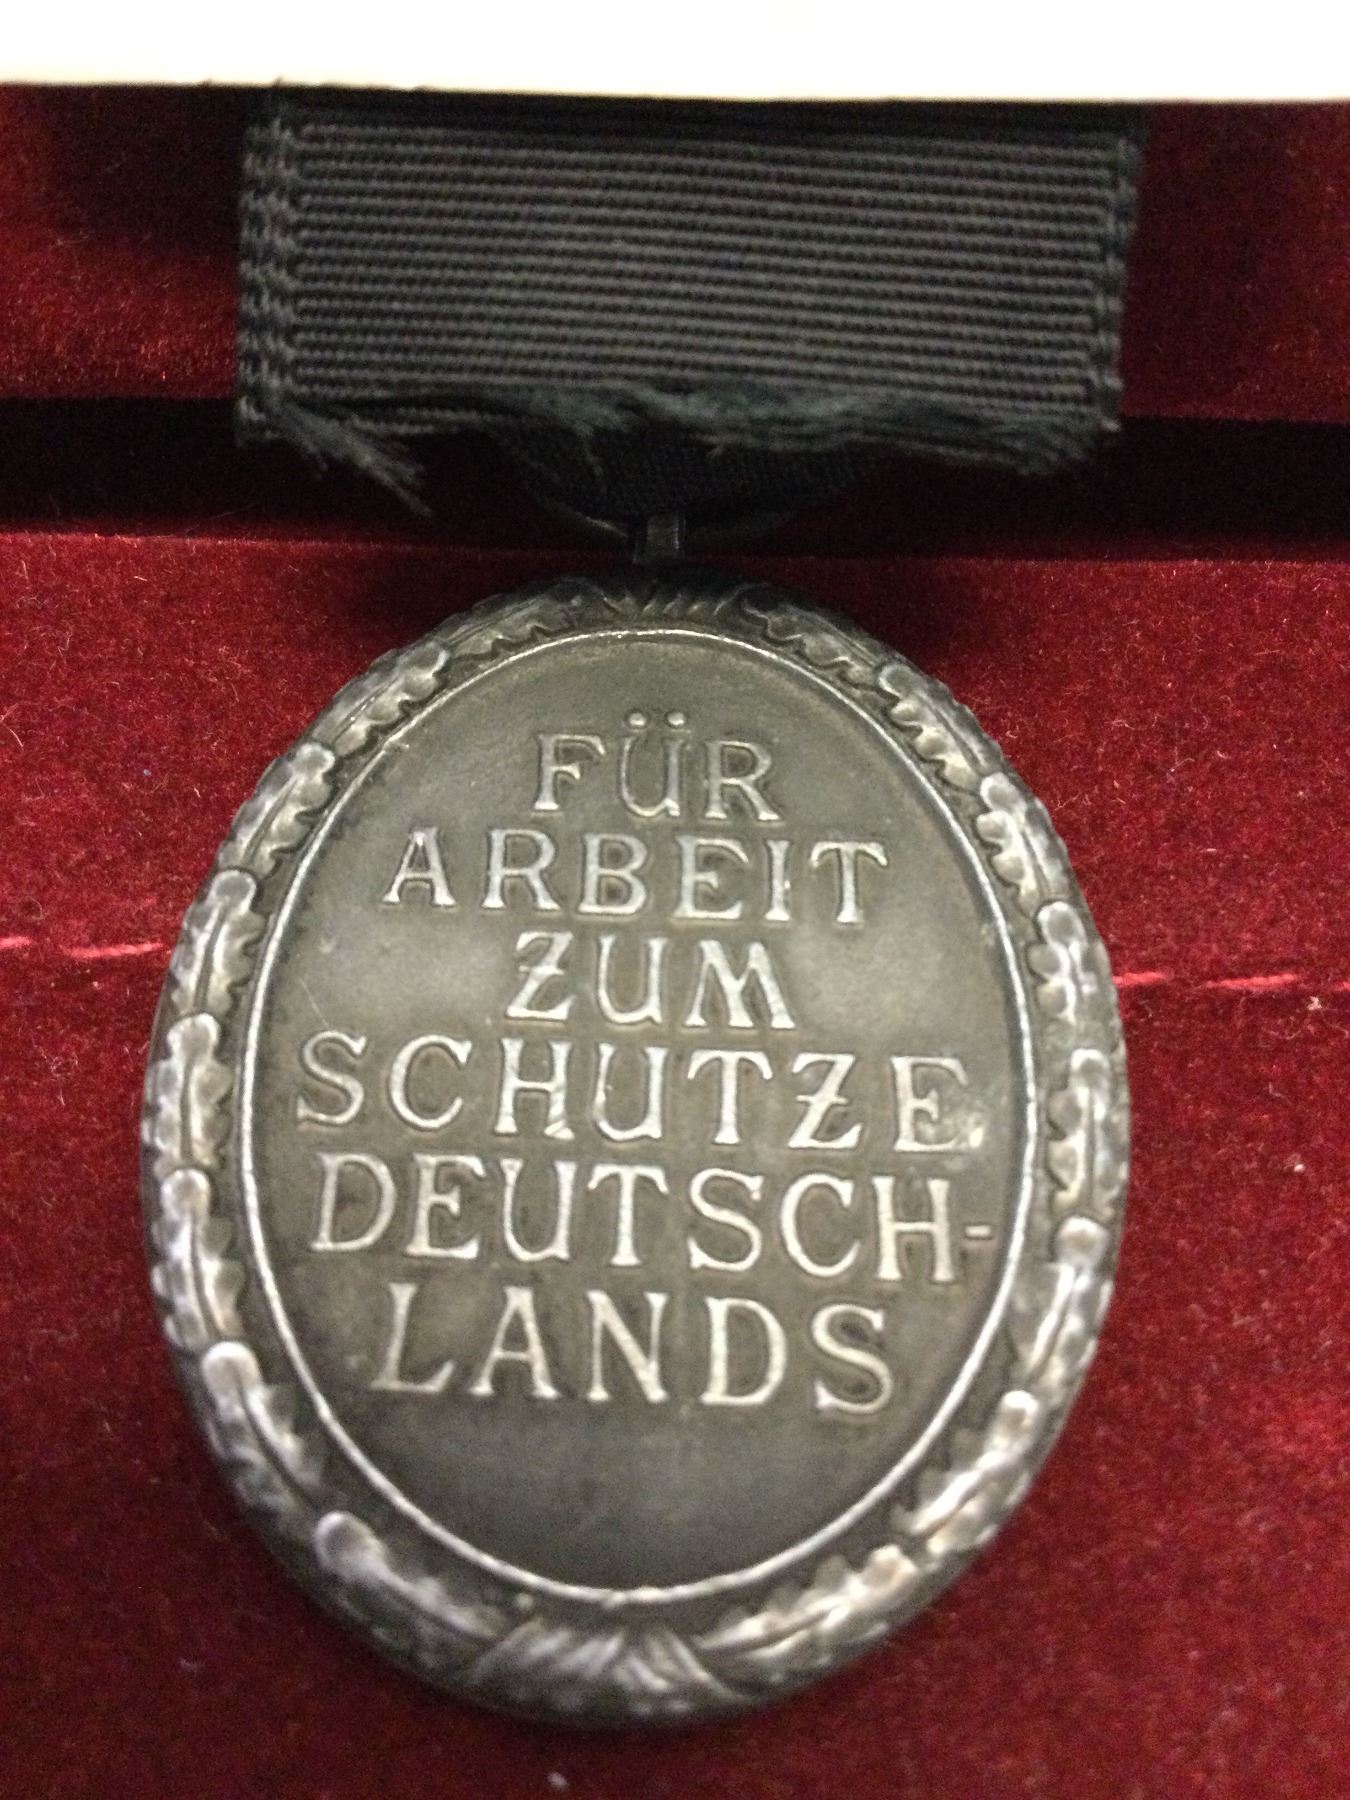 FÜR
ARBEIT
ZUM
SCHUTZE
DEUTSCH-
LANDS